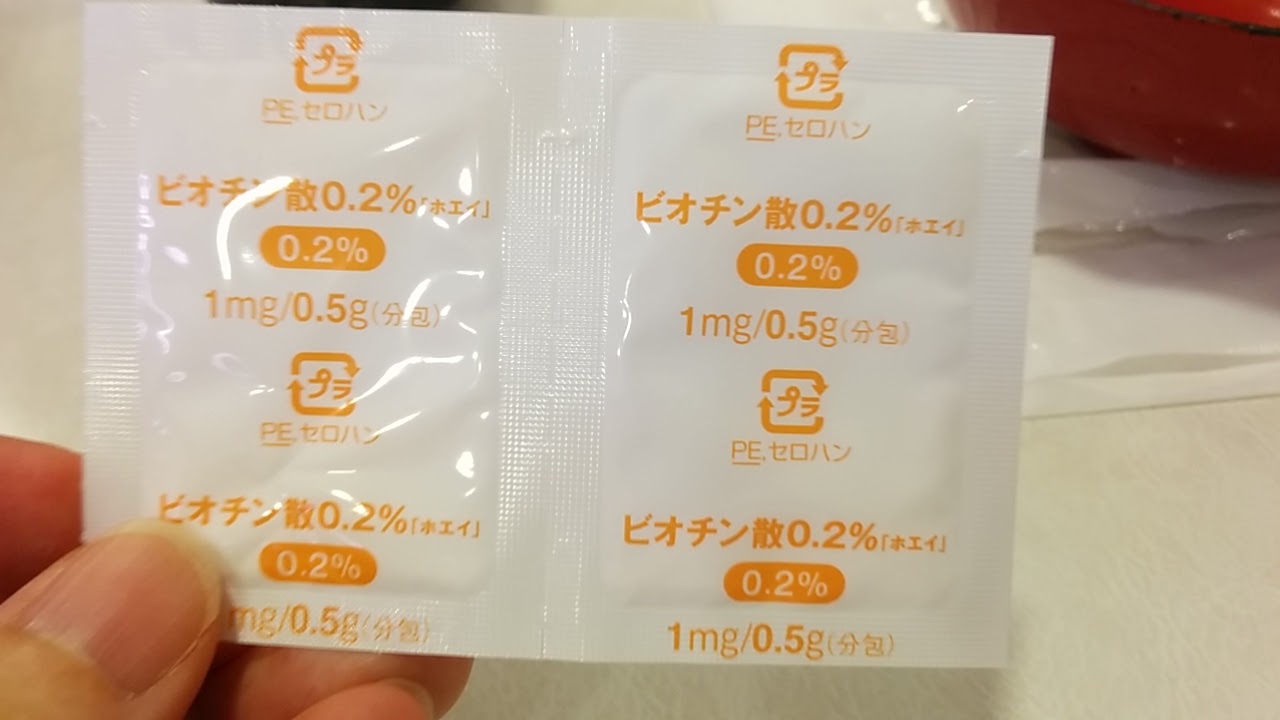 プラ
PE,セロハン
ビオチン散0.2%「ホエイ」
0.2%
1mg/0.5g(分包)
プラ
PE,セロハン
ビオチン散0.2%「ホエイ」
0.2%
mg/0.5g(分包)
プラ
PE,セロハン
ビオチン散0.2%「ホエイ」
0.2%
1mg/0.5g(分包)
プラ
PE,セロハン
ビオチン散0.2%「ホエイ」
0.2%
1mg/0.5g(分包)